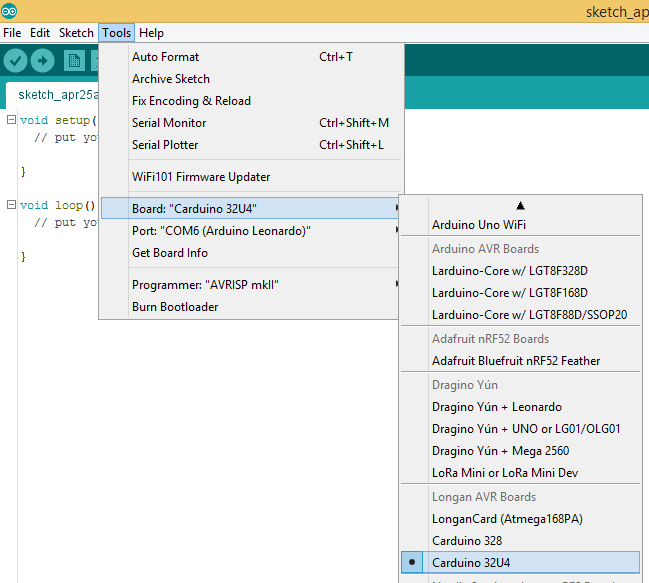 sketch_ap
File Edit Sketch Tools Help
sketch_apr25a
void setup(
// put yo
}
void loop()
// put yo
}
Auto Format Ctrl+T
Archive Sketch
Fix Encoding & Reload
Serial Monitor Ctrl+Shift+M
Serial Plotter Ctrl+Shift+L
WiFi101 Firmware Updater
Board: "Carduino 32U4"
Port: "COM6 (Arduino Leonardo)"
Get Board Info
Programmer: "AVRISP mkII"
Burn Bootloader
Arduino Uno WiFi
Arduino AVR Boards
Larduino-Core w/ LGT8F328D
Larduino-Core w/ LGT8F168D
Larduino-Core w/ LGT8F88D/SSOP20
Adafruit nRF52 Boards
Adafruit Bluefruit nRF52 Feather
Dragino Yún
Dragino Yún + Leonardo
Dragino Yún + UNO or LG01/OLG01
Dragino Yún + Mega 2560
LoRa Mini or LoRa Mini Dev
Longan AVR Boards
LonganCard (Atmega168PA)
Carduino 328
Carduino 32U4